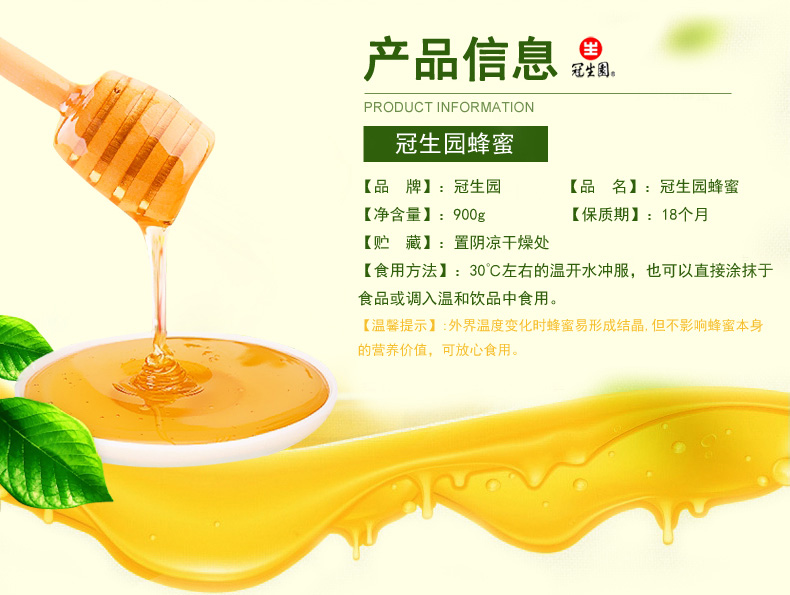 产品信息
生
冠生園®
PRODUCT INFORMATION
冠生园蜂蜜
【品 牌】：冠生园 【品 名】：冠生园蜂蜜
【净含量】：900g 【保质期】：18个月
【贮 藏】：置阴凉干燥处
【食用方法】：30℃左右的温开水冲服，也可以直接涂抹于
食品或调入温和饮品中食用。
【温馨提示】:外界温度变化时蜂蜜易形成结晶,但不影响蜂蜜本身
的营养价值，可放心食用。